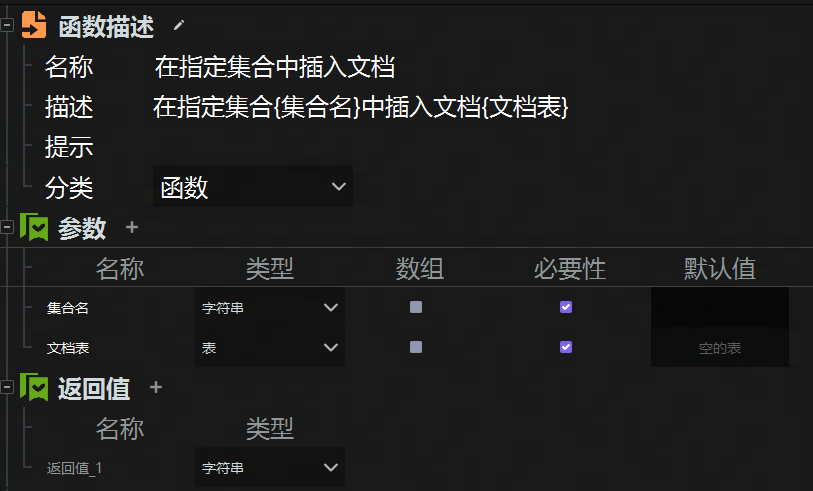 函数描述
名称 在指定集合中插入文档
描述 在指定集合{集合名}中插入文档{文档表}
提示
分类 函数
参数 +
名称 类型 数组 必要性 默认值
集合名 字符串
文档表 表 空的表
返回值 +
名称 类型
返回值_1 字符串